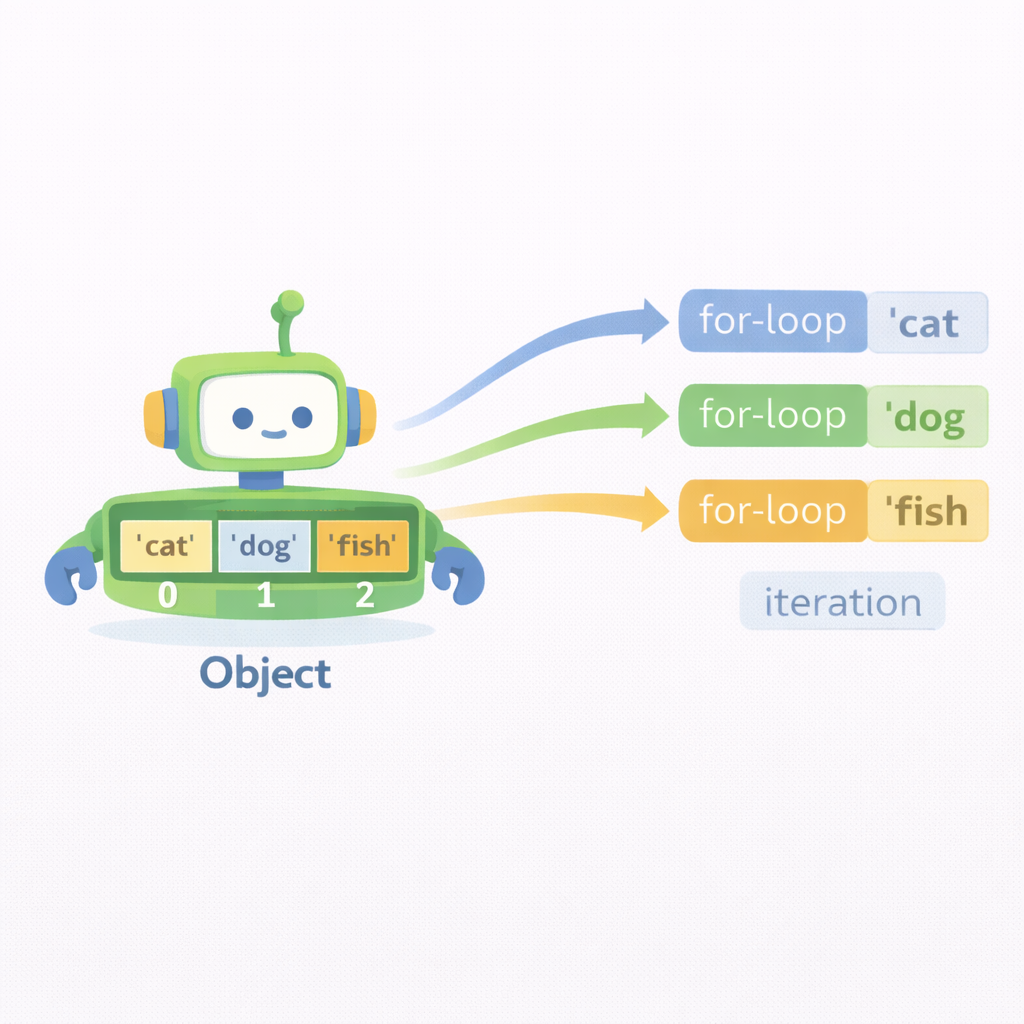 for-loop 'cat
for-loop 'dog
for-loop 'fish
'cat' 'dog' 'fish'
0 1 2
iteration
Object